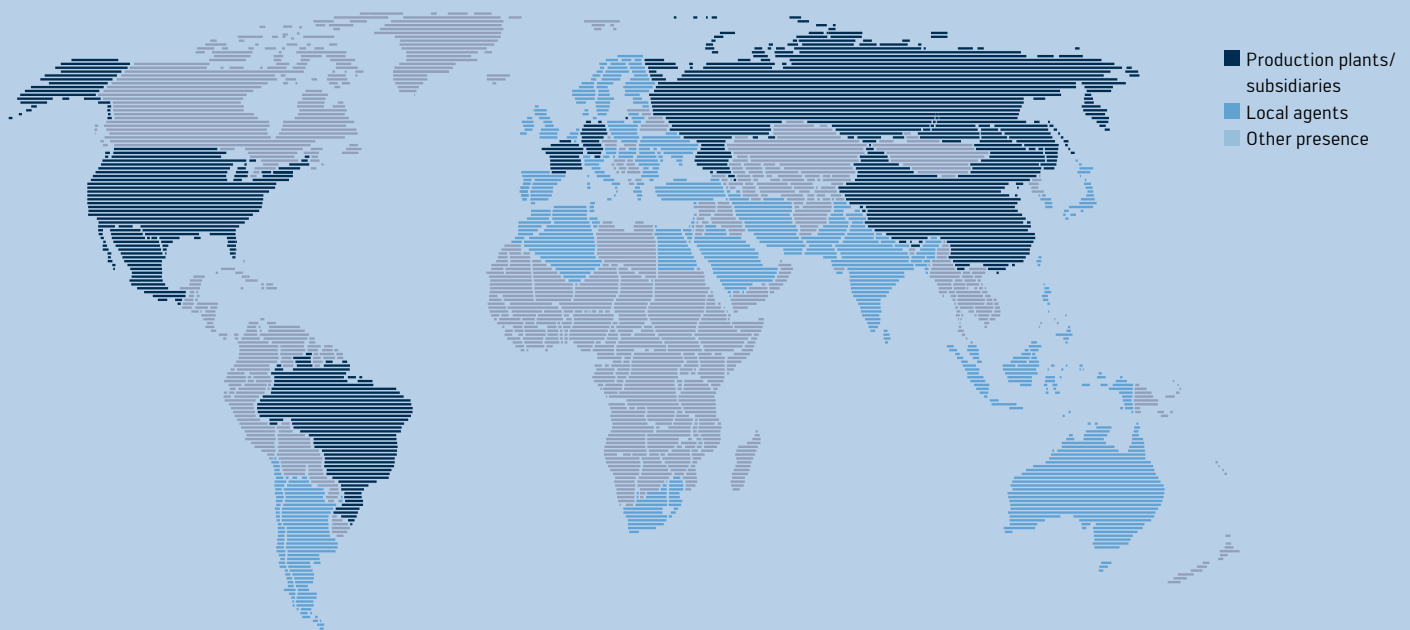 Production plants/
subsidiaries
Local agents
Other presence